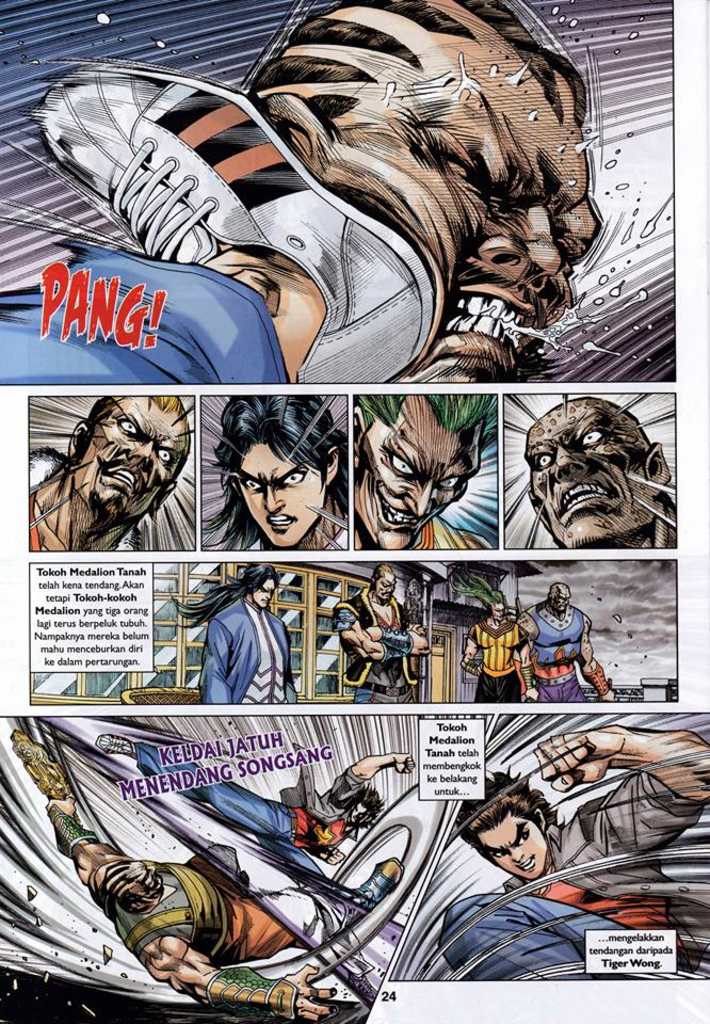 PANG!
Tokoh Medalion Tanah
telah kena tendang. Akan
tetapi Tokoh-kokoh
Medalion yang tiga orang
lagi terus berpeluk tubuh.
Nampaknya mereka belum
mahu menceburkan diri
ke dalam pertarungan.
KELDAI JATUH
MENENDANG SONGSANG
Tokoh
Medalion
Tanah telah
membengkok
ke belakang
untuk...
...mengelakkan
tendangan daripada
Tiger Wong.
24